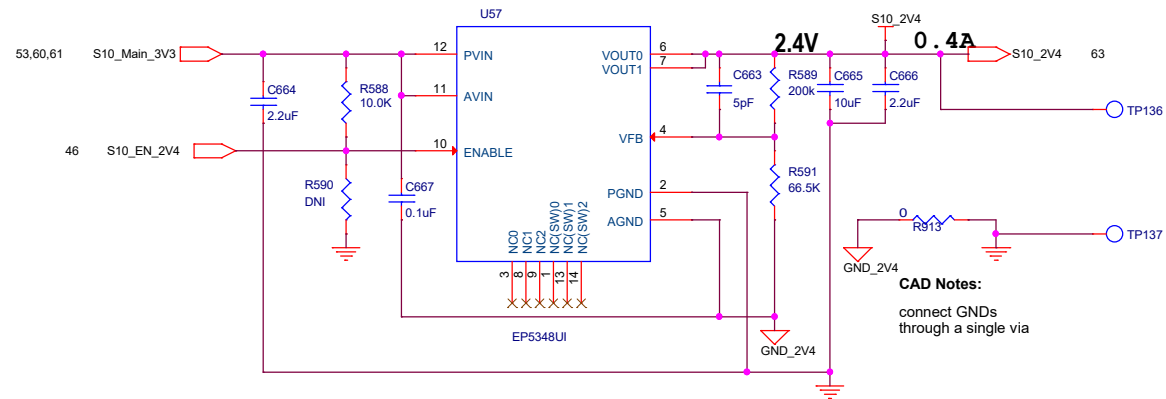 U57
S10_2V4
53,60,61 S10_Main_3V3 12 PVIN VOUT0 6 2.4V 0.4A S10_2V4 63
VOUT1 7
C664 2.2uF
R588 10.0K
11 AVIN
C663 5pF
R589 200k
C665 10uF
C666 2.2uF
TP136
46 S10_EN_2V4 10 ENABLE VFB 4
R590 DNI
C667 0.1uF
R591 66.5K
PGND 2
AGND 5
0
R913
TP137
NC0 NC1 NC2 NC(SW)0 NC(SW)1 NC(SW)2
3 8 9 1 13 14
GND_2V4
CAD Notes:
connect GNDs
through a single via
EP5348UI
GND_2V4